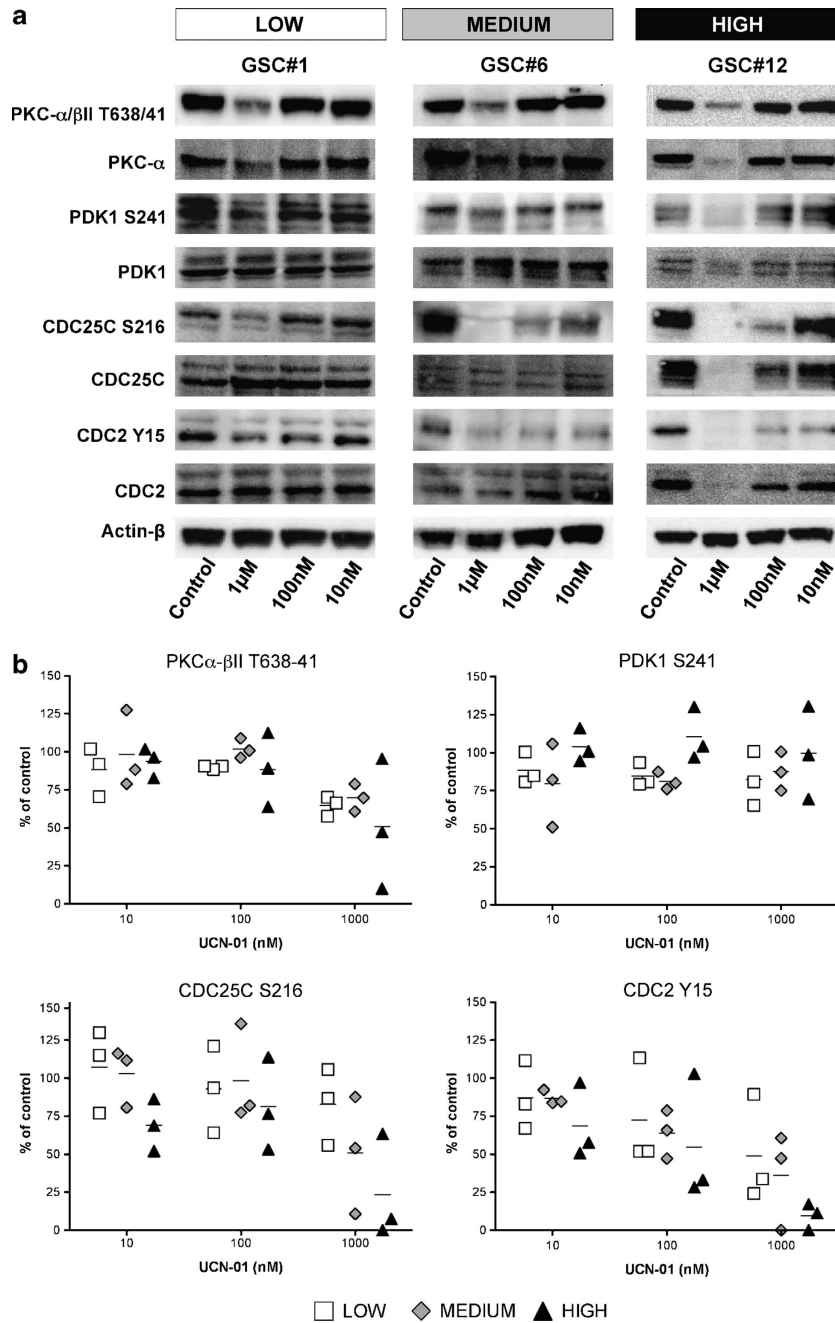 a
LOW MEDIUM HIGH
GSC#1 GSC#6 GSC#12
PKC-α/βII T638/41
PKC-α
PDK1 S241
PDK1
CDC25C S216
CDC25C
CDC2 Y15
CDC2
Actin-β
Control 1µM 100nM 10nM Control 1µM 100nM 10nM Control 1µM 100nM 10nM
b
PKCα-βII T638-41
% of control
150
125
100
75
50
25
0
10 100 1000
UCN-01 (nM)
PDK1 S241
% of control
150
125
100
75
50
25
0
10 100 1000
UCN-01 (nM)
CDC25C S216
% of control
150
125
100
75
50
25
0
10 100 1000
UCN-01 (nM)
CDC2 Y15
% of control
150
125
100
75
50
25
0
10 100 1000
UCN-01 (nM)
LOW MEDIUM HIGH